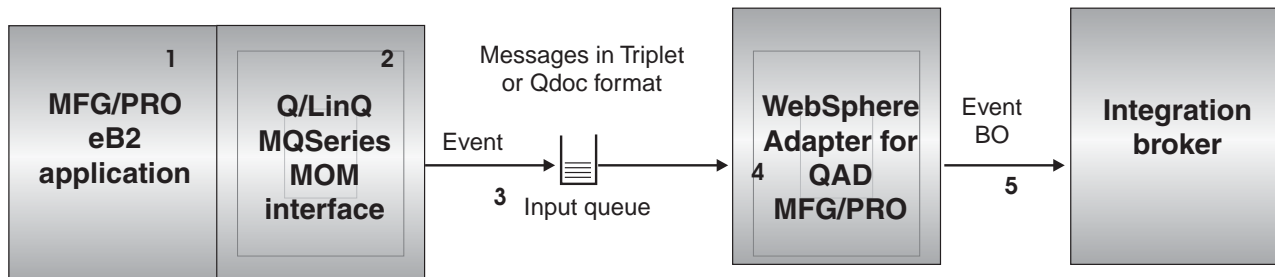 1
MFG/PRO
eB2
application
2
Q/LinQ
MQSeries
MOM
interface
Messages in Triplet
or Qdoc format
Event
3
Input queue
WebSphere
Adapter for
4
QAD
MFG/PRO
Event
BO
5
Integration
broker